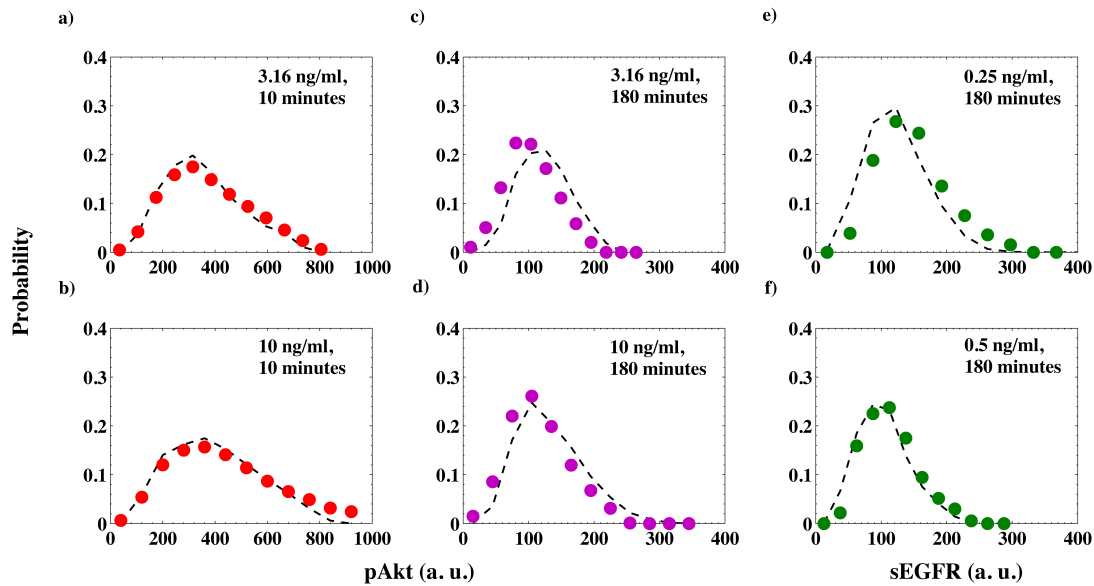 a)
c)
e)
0.4
0.3
0.2
0.1
0
3.16 ng/ml,
10 minutes
0 200 400 600 800 1000
0.4
0.3
0.2
0.1
0
3.16 ng/ml,
180 minutes
0 100 200 300 400
0.4
0.3
0.2
0.1
0
0.25 ng/ml,
180 minutes
0 100 200 300 400
Probability
b)
d)
f)
0.4
0.3
0.2
0.1
0
10 ng/ml,
10 minutes
0 200 400 600 800 1000
0.4
0.3
0.2
0.1
0
10 ng/ml,
180 minutes
0 100 200 300 400
0.4
0.3
0.2
0.1
0
0.5 ng/ml,
180 minutes
0 100 200 300 400
pAkt (a. u.)
sEGFR (a. u.)